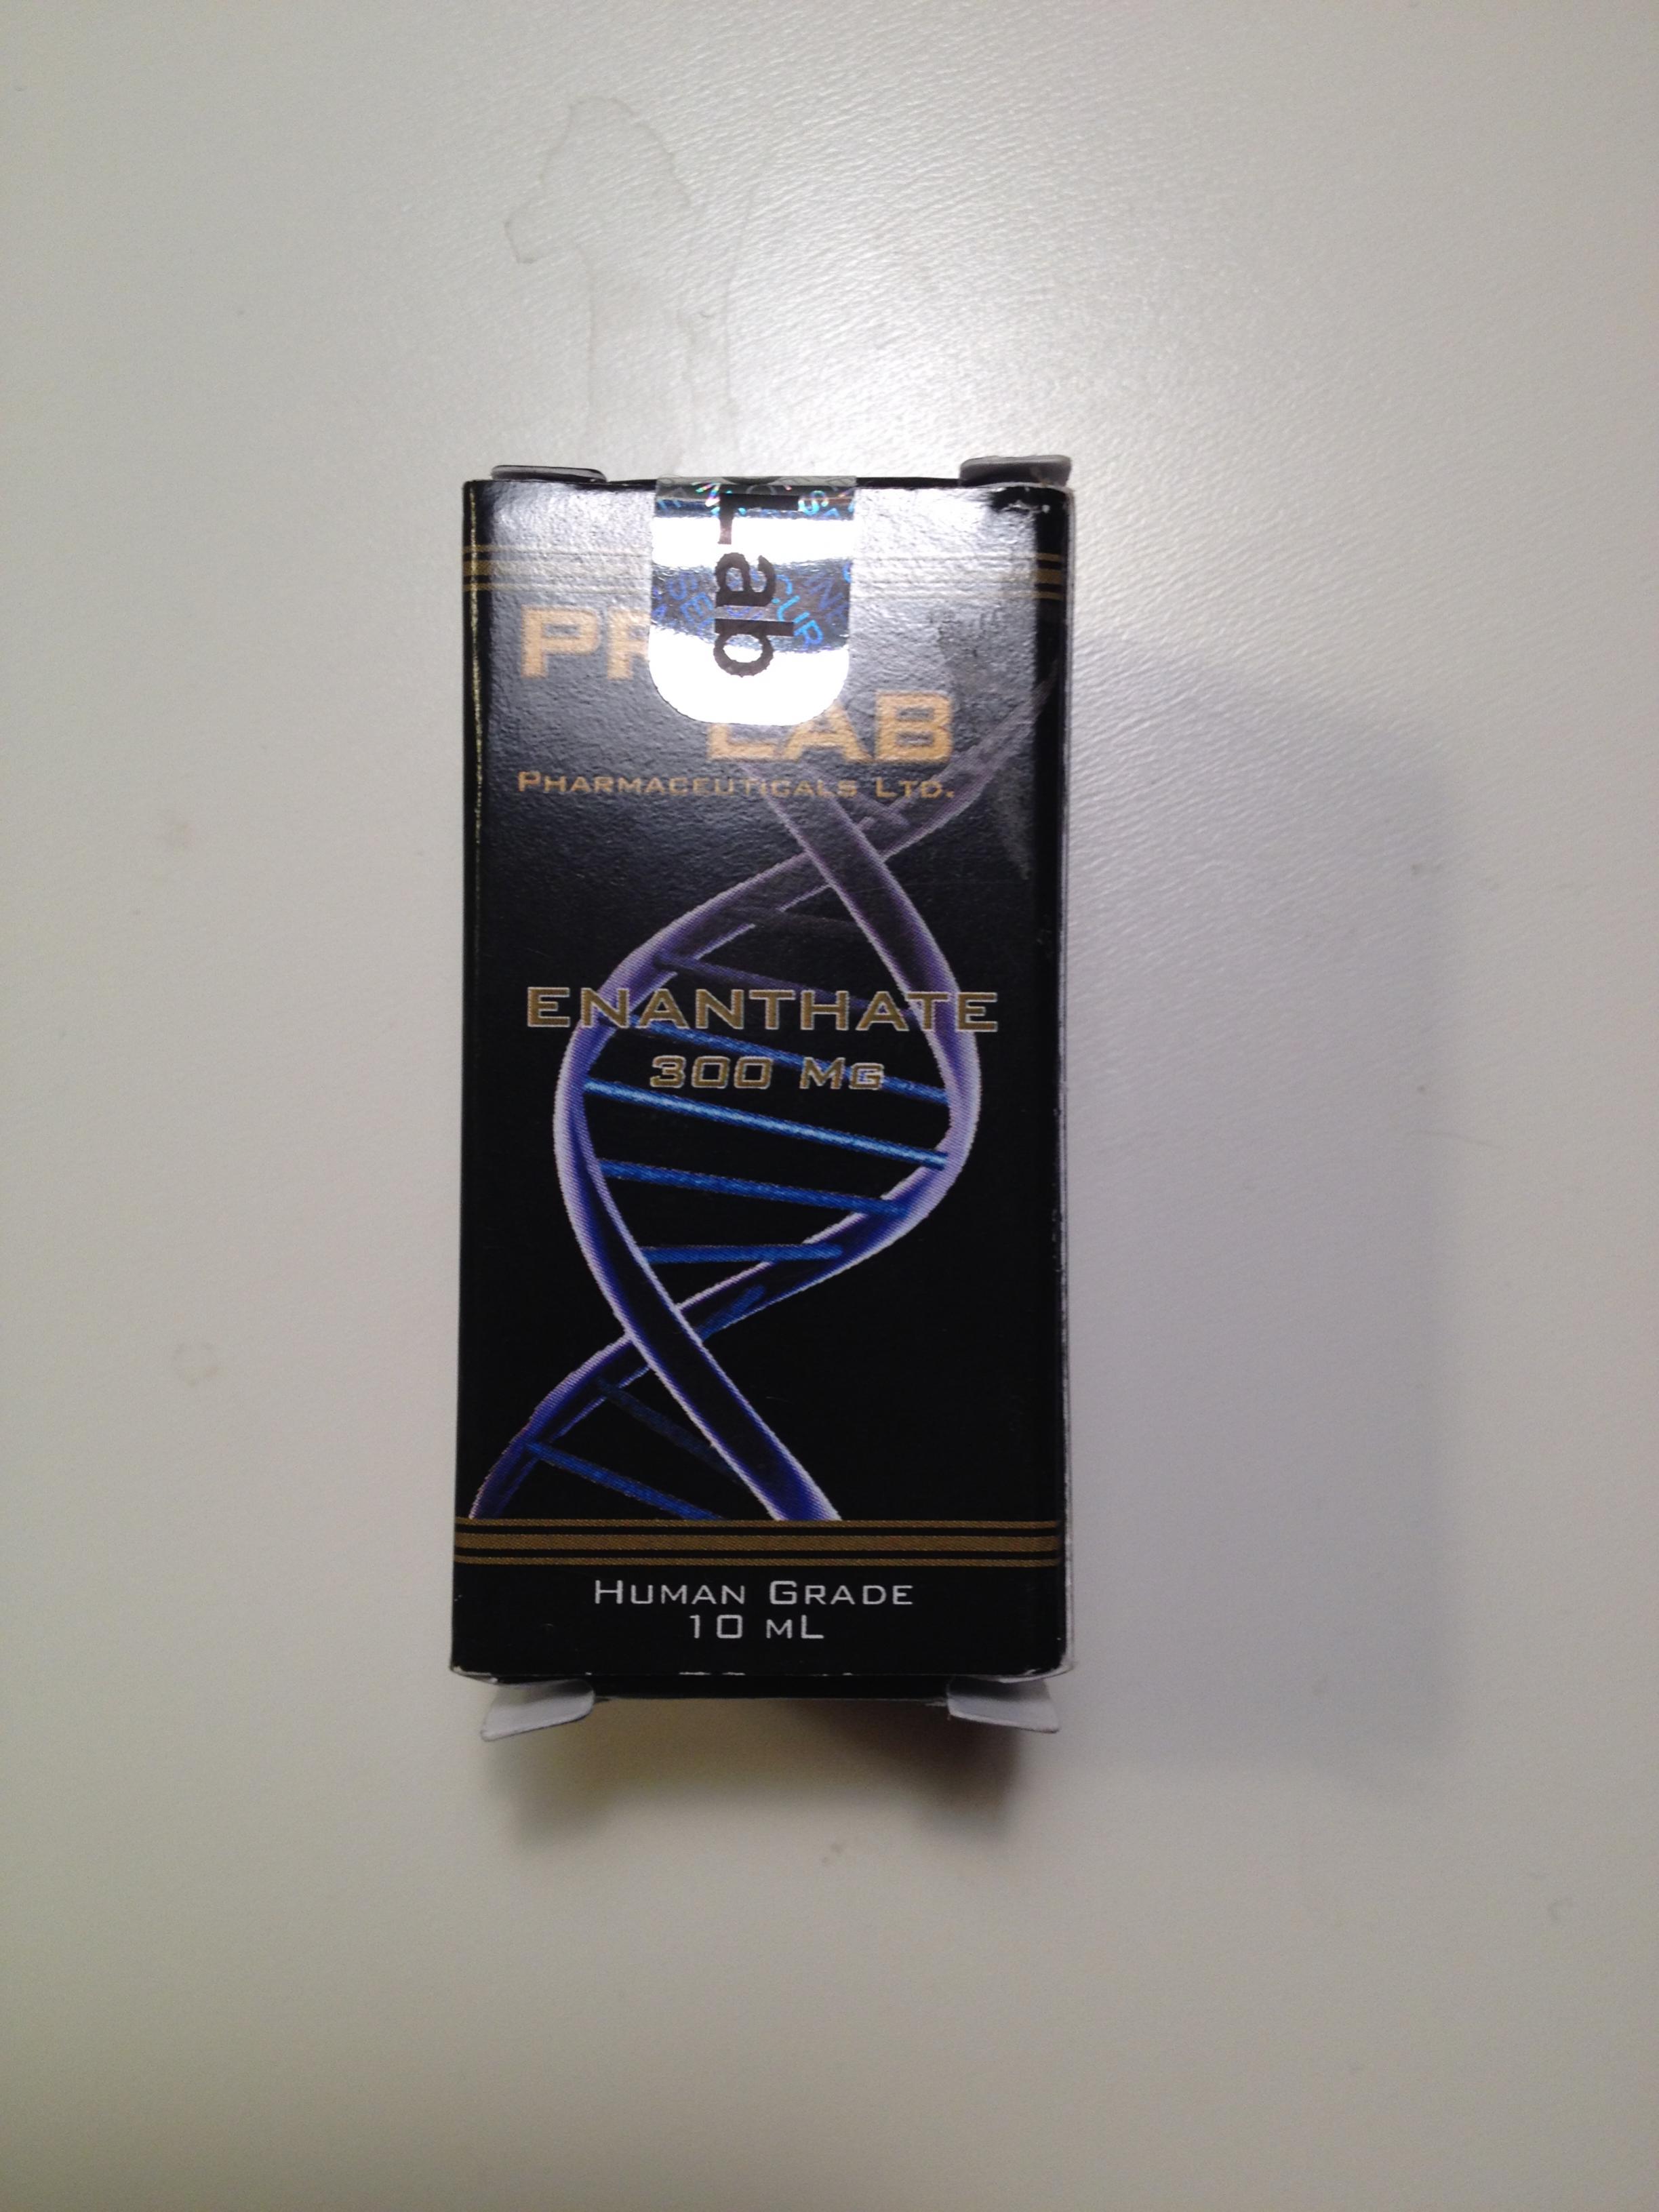 Lab
LAB
PHARMACEUTICALS LTD.
ENANTHATE
300 MG
HUMAN GRADE
10 ML